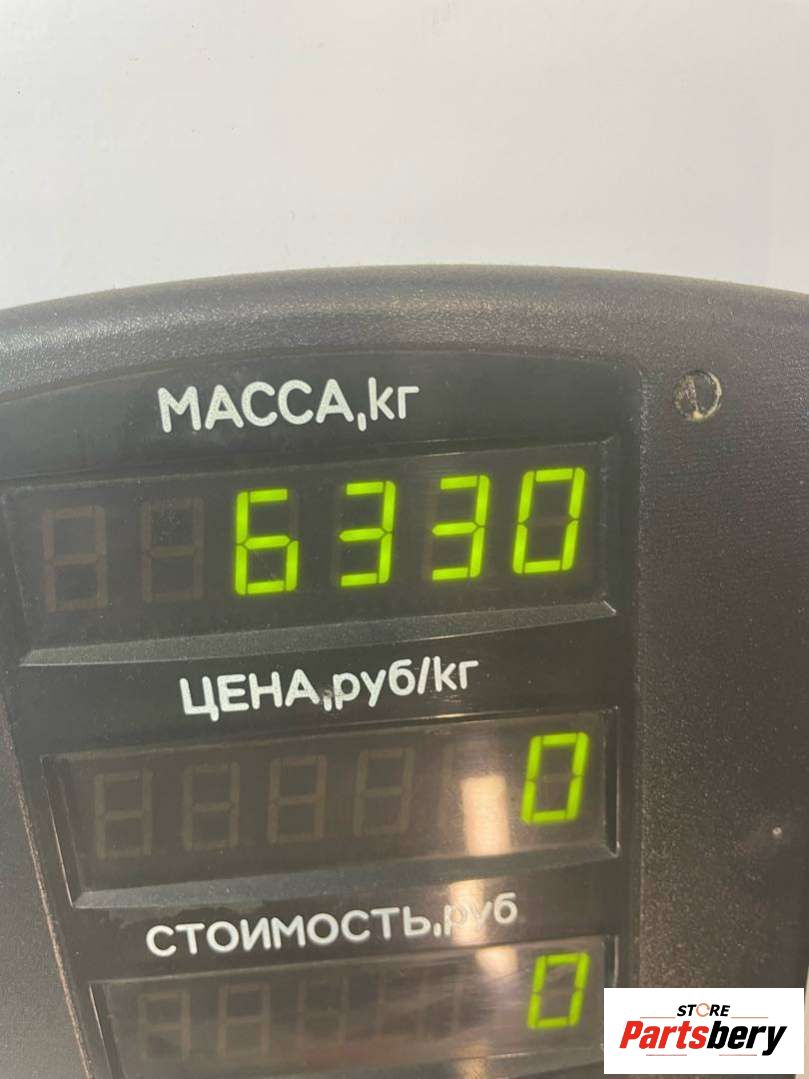 МАССА,кг
6330
ЦЕНА,руб/кг
0
СТОИМОСТЬ,руб
0
STORE
Partsbery